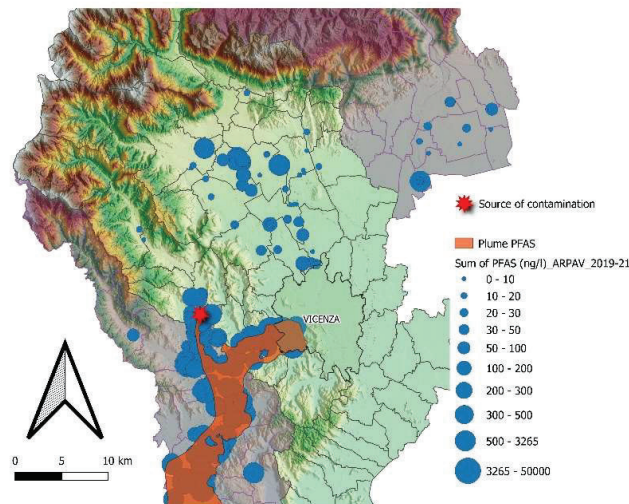 Source of contamination
Plume PFAS
Sum of PFAS (ng/l)_ARPAV_2019-21
0 - 10
10 - 20
20 - 30
30 - 50
50 - 100
100 - 200
200 - 300
300 - 500
500 - 3265
3265 - 50000
VICENZA
0 5 10 km